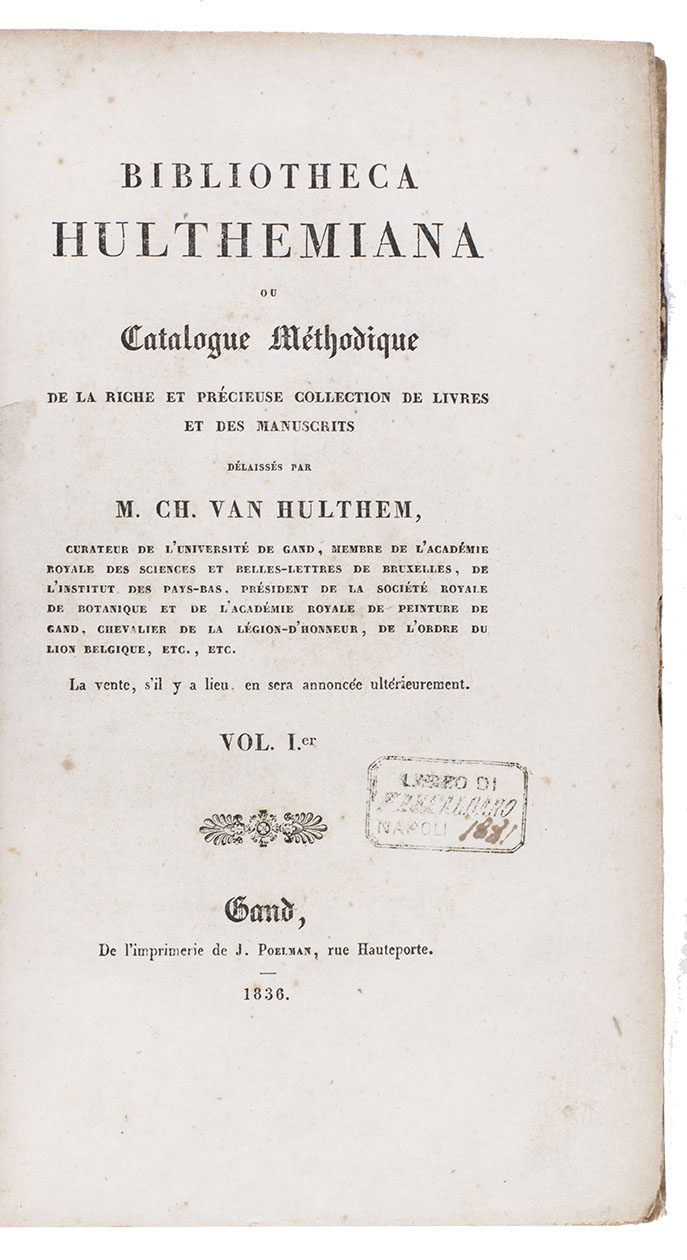 BIBLIOTHECA
HULTHEMIANA
OU
Catalogue Méthodique
DE LA RICHE ET PRÉCIEUSE COLLECTION DE LIVRES
ET DES MANUSCRITS
DÉLAISSÉS PAR
M. CH. VAN HULTHEM,
CURATEUR DE L'UNIVERSITÉ DE GAND, MEMBRE DE L'ACADÉMIE
ROYALE DES SCIENCES ET BELLES-LETTRES DE BRUXELLES, DE
L'INSTITUT DES PAYS-BAS, PRÉSIDENT DE LA SOCIÉTÉ ROYALE
DE BOTANIQUE ET DE L'ACADÉMIE ROYALE DE PEINTURE DE
GAND, CHEVALIER DE LA LÉGION-D'HONNEUR, DE L'ORDRE DU
LION BELGIQUE, ETC., ETC.
La vente, s'il y a lieu, en sera annoncée ultérieurement.
VOL. I.er
DI
NAPOLI 1881
Gand,
De l'imprimerie de J. POELMAN, rue Hauteporte.
1836.